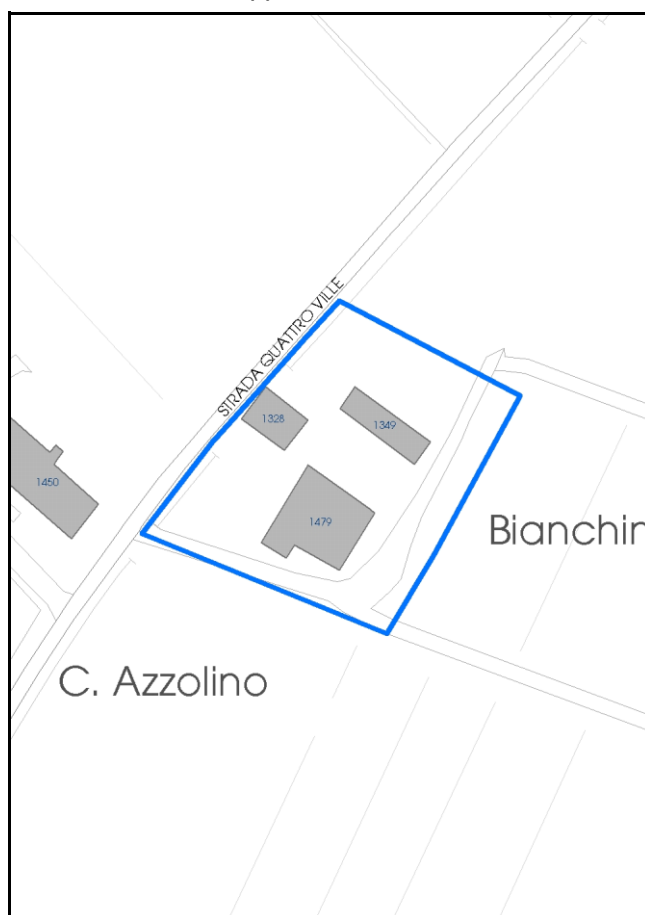 STRADA QUATTRO VILLE
1328
1349
1450
1479
Bianchin
C. Azzolino